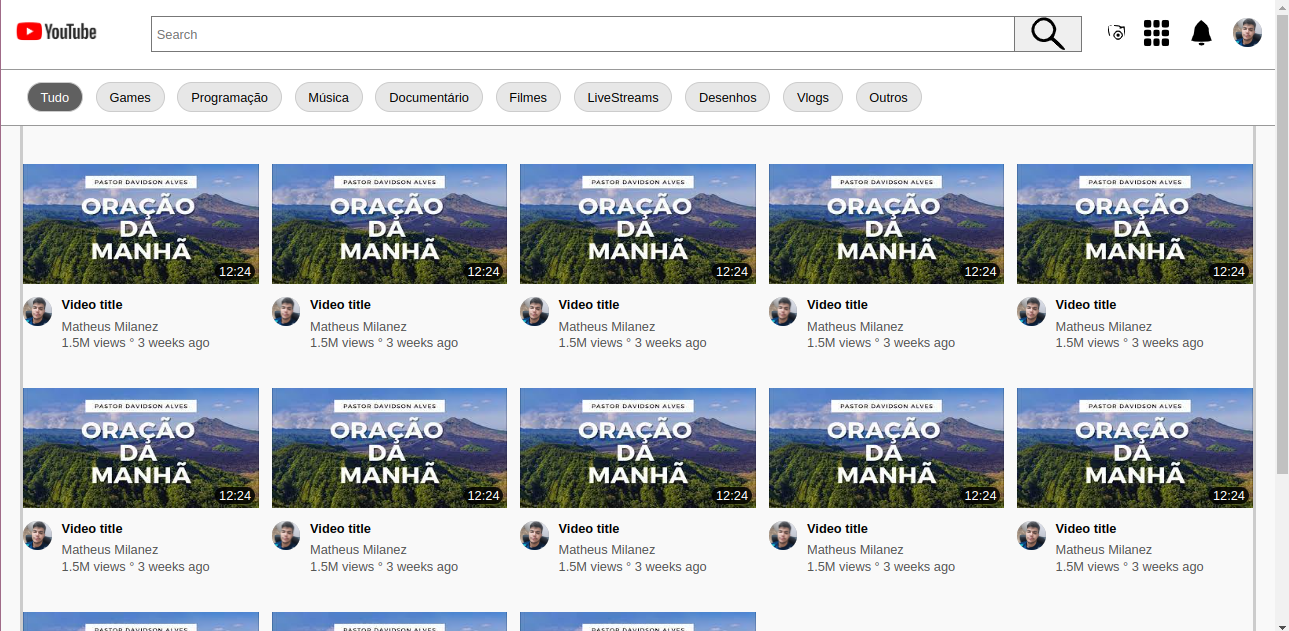 YouTube
Search
Tudo Games Programação Música Documentário Filmes LiveStreams Desenhos Vlogs Outros
PASTOR DAVIDSON ALVES PASTOR DAVIDSON ALVES PASTOR DAVIDSON ALVES PASTOR DAVIDSON ALVES PASTOR DAVIDSON ALVES
ORAÇÃO ORAÇÃO ORAÇÃO ORAÇÃO ORAÇÃO
DA DA DA DA DA
MANHÃ MANHÃ MANHÃ MANHÃ MANHÃ
12:24 12:24 12:24 12:24 12:24
Video title Video title Video title Video title Video title
Matheus Milanez Matheus Milanez Matheus Milanez Matheus Milanez Matheus Milanez
1.5M views ° 3 weeks ago 1.5M views ° 3 weeks ago 1.5M views ° 3 weeks ago 1.5M views ° 3 weeks ago 1.5M views ° 3 weeks ago
PASTOR DAVIDSON ALVES PASTOR DAVIDSON ALVES PASTOR DAVIDSON ALVES PASTOR DAVIDSON ALVES PASTOR DAVIDSON ALVES
ORAÇÃO ORAÇÃO ORAÇÃO ORAÇÃO ORAÇÃO
DA DA DA DA DA
MANHÃ MANHÃ MANHÃ MANHÃ MANHÃ
12:24 12:24 12:24 12:24 12:24
Video title Video title Video title Video title Video title
Matheus Milanez Matheus Milanez Matheus Milanez Matheus Milanez Matheus Milanez
1.5M views ° 3 weeks ago 1.5M views ° 3 weeks ago 1.5M views ° 3 weeks ago 1.5M views ° 3 weeks ago 1.5M views ° 3 weeks ago
PASTOR DAVIDSON ALVES PASTOR DAVIDSON ALVES PASTOR DAVIDSON ALVES